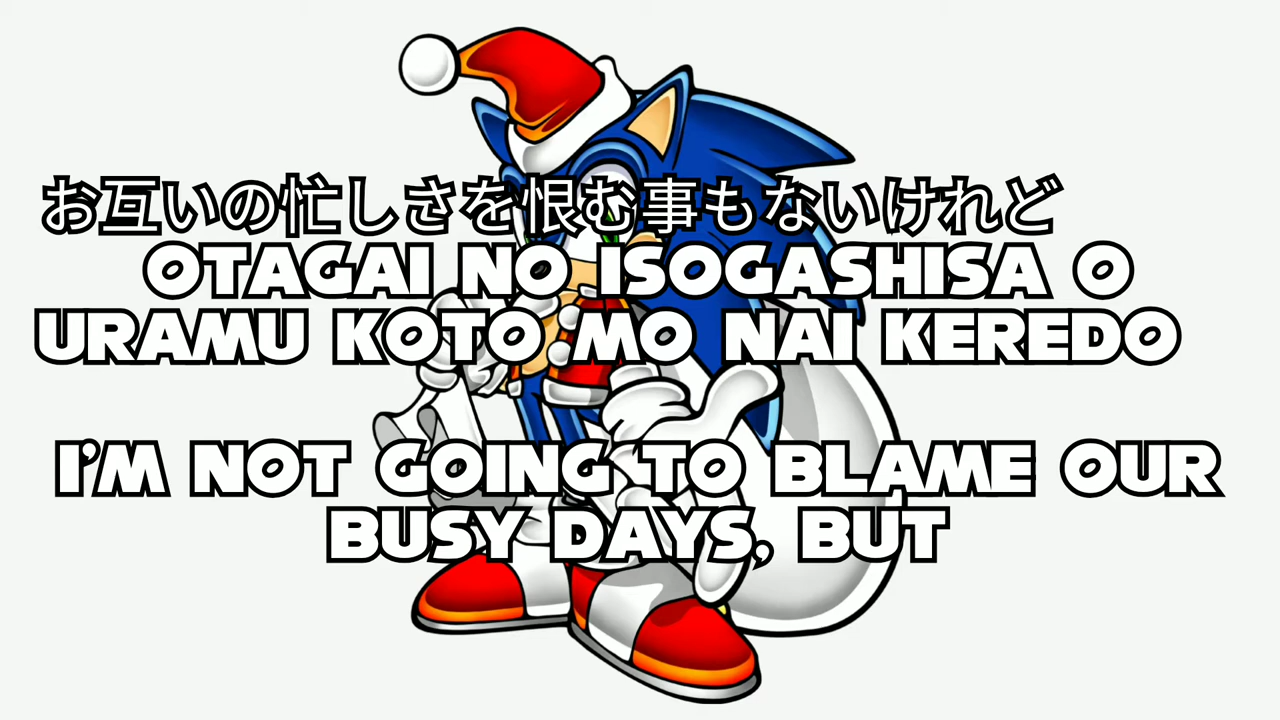 お互いの忙しさを恨む事もないけれど
OTAGAI NO ISOGASHISA O
URAMU KOTO MO NAI KEREDO
I'M NOT GOING TO BLAME OUR
BUSY DAYS, BUT